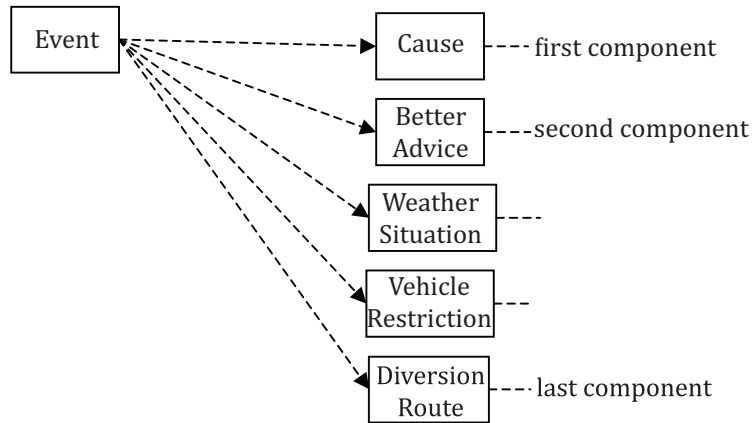 Event
Cause
first component
Better
Advice
second component
Weather
Situation
Vehicle
Restriction
Diversion
Route
last component